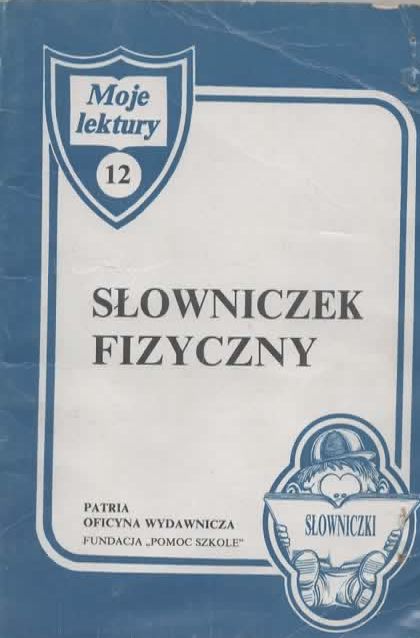 Moje
lektury
12
SŁOWNICZEK
FIZYCZNY
PATRIA
OFICYNA WYDAWNICZA
FUNDACJA „POMOC SZKOLE"
SŁOWNICZKI